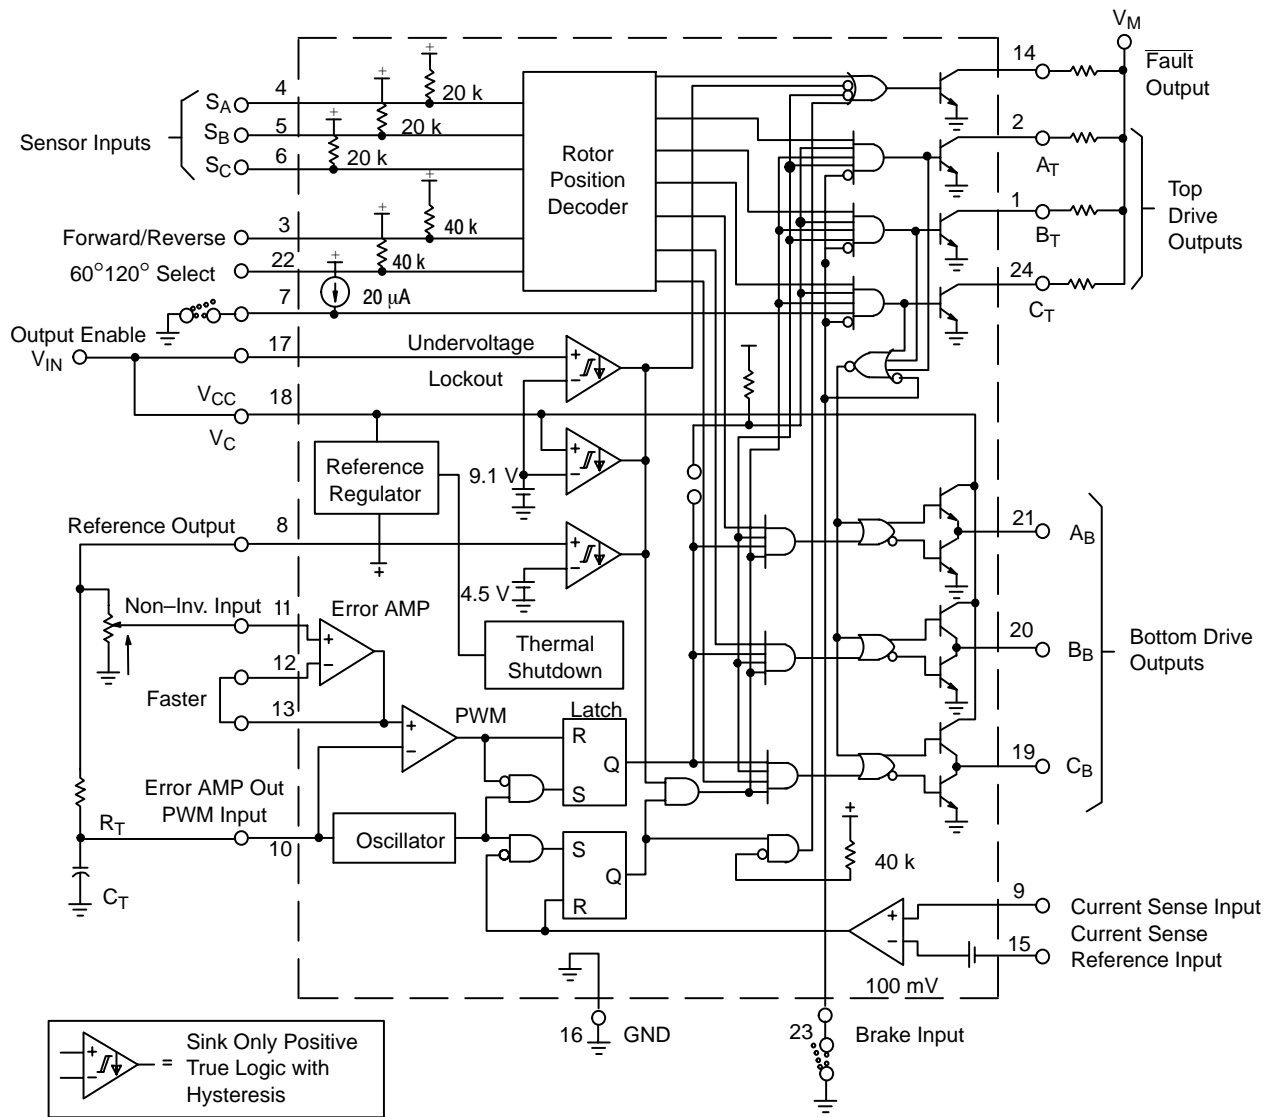 V_M
14
Fault
Output
4
S_A
20 k
Sensor Inputs
5
S_B
20 k
6
S_C
20 k
Rotor
Position
Decoder
2
A_T
Top
Drive
Outputs
1
B_T
24
C_T
3
Forward/Reverse
40 k
22
60°120° Select
40 k
7
20 μA
Output Enable
V_IN
17
Undervoltage
Lockout
V_CC
18
V_C
Reference
Regulator
9.1 V
Reference Output
8
4.5 V
21
A_B
Non–Inv. Input
11
Error AMP
12
Faster
13
Thermal
Shutdown
20
B_B
Bottom Drive
Outputs
PWM
Latch
R
Q
S
19
C_B
Error AMP Out
PWM Input
R_T
10
Oscillator
S
Q
R
C_T
40 k
9
Current Sense Input
Current Sense
15
Reference Input
100 mV
16
GND
23
Brake Input
=
Sink Only Positive
True Logic with
Hysteresis